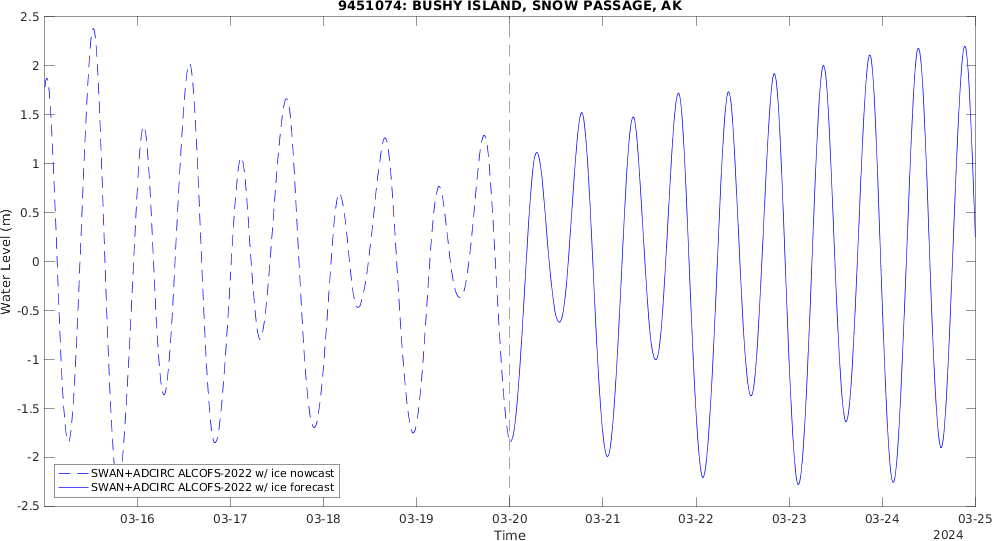 9451074: BUSHY ISLAND, SNOW PASSAGE, AK
2.5
2
1.5
1
0.5
0
-0.5
-1
-1.5
-2
-2.5
Water Level (m)
SWAN+ADCIRC ALCOFS-2022 w/ ice nowcast
SWAN+ADCIRC ALCOFS-2022 w/ ice forecast
03-16 03-17 03-18 03-19 03-20 03-21 03-22 03-23 03-24 03-25
Time
2024